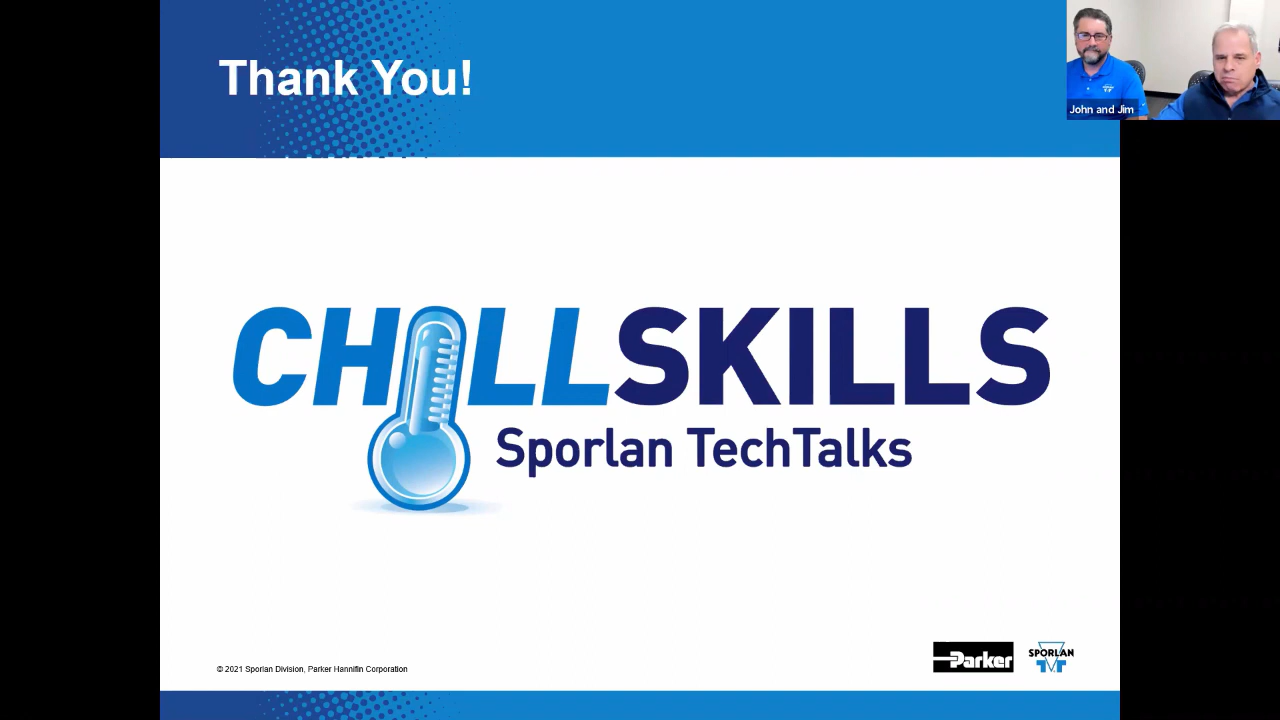 Thank You!
John and Jim
CHILLSKILLS
Sporlan TechTalks
© 2021 Sporlan Division, Parker Hannifin Corporation
Parker
SPORLAN